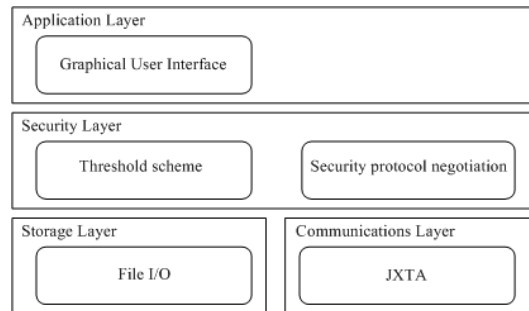 Application Layer
Graphical User Interface
Security Layer
Threshold scheme
Security protocol negotiation
Storage Layer
File I/O
Communications Layer
JXTA